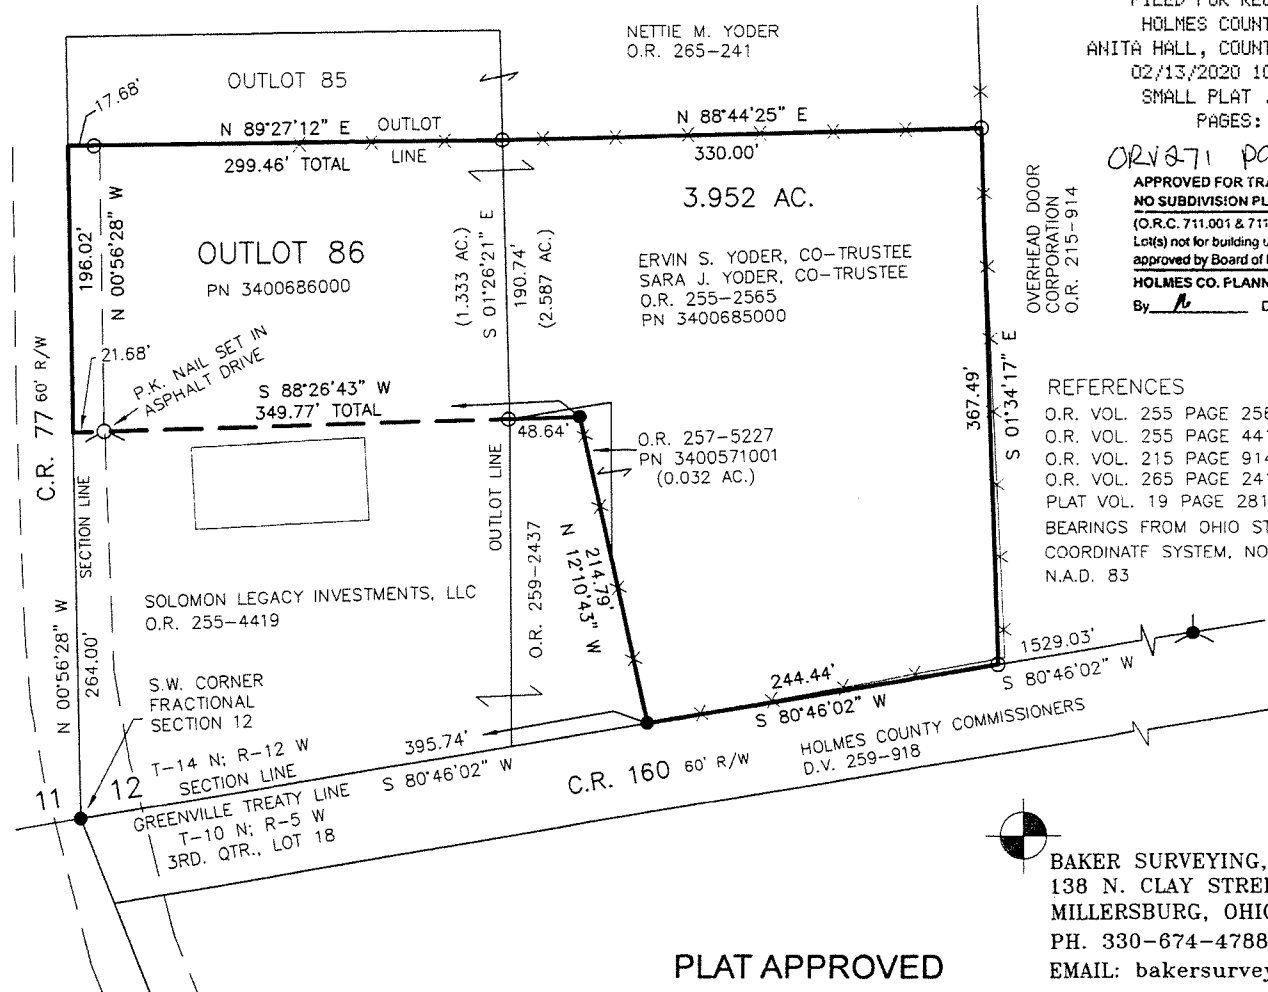 NETTIE M. YODER
O.R. 265-241
HOLMES COUNT
ANITA HALL, COUNT
02/13/2020 10
SMALL PLAT
PAGES:
ORV271
APPROVED FOR TRA
NO SUBDIVISION PL
(O.R.C. 711.001 & 711
Lot(s) not for building u
approved by Board of
HOLMES CO. PLANN
By
OUTLOT 85
17.68'
N 89°27'12" E
OUTLOT
LINE
299.46' TOTAL
N 88°44'25" E
330.00'
3.952 AC.
196.02'
N 00°56'28" W
OUTLOT 86
PN 3400686000
(1.333 AC.)
S 01°26'21" E
190.74'
(2.587 AC.)
ERVIN S. YODER, CO-TRUSTEE
SARA J. YODER, CO-TRUSTEE
O.R. 255-2565
PN 3400685000
OVERHEAD DOOR
CORPORATION
O.R. 215-914
C.R. 77 60' R/W
21.68'
P.K. NAIL SET IN
ASPHALT DRIVE
S 88°26'43" W
349.77' TOTAL
48.64'
O.R. 257-5227
PN 3400571001
(0.032 AC.)
367.49'
S 01°34'17" E
REFERENCES
O.R. VOL. 255 PAGE 256
O.R. VOL. 255 PAGE 441
O.R. VOL. 215 PAGE 914
O.R. VOL. 265 PAGE 241
PLAT VOL. 19 PAGE 281
BEARINGS FROM OHIO ST
COORDINATE SYSTEM, NO
N.A.D. 83
SECTION LINE
OUTLOT LINE
O.R. 259-2437
214.79'
N 12°10'43" W
SOLOMON LEGACY INVESTMENTS, LLC
O.R. 255-4419
N 00°56'28" W
264.00'
S.W. CORNER
FRACTIONAL
SECTION 12
1529.03'
S 80°46'02" W
244.44'
S 80°46'02" W
395.74'
S 80°46'02" W
HOLMES COUNTY COMMISSIONERS
D.V. 259-918
C.R. 160 60' R/W
11
12
T-14 N; R-12 W
SECTION LINE
GREENVILLE TREATY LINE
T-10 N; R-5 W
3RD. QTR., LOT 18
BAKER SURVEYING,
138 N. CLAY STREE
MILLERSBURG, OHIO
PH. 330-674-4788
EMAIL: bakersurvey
PLAT APPROVED